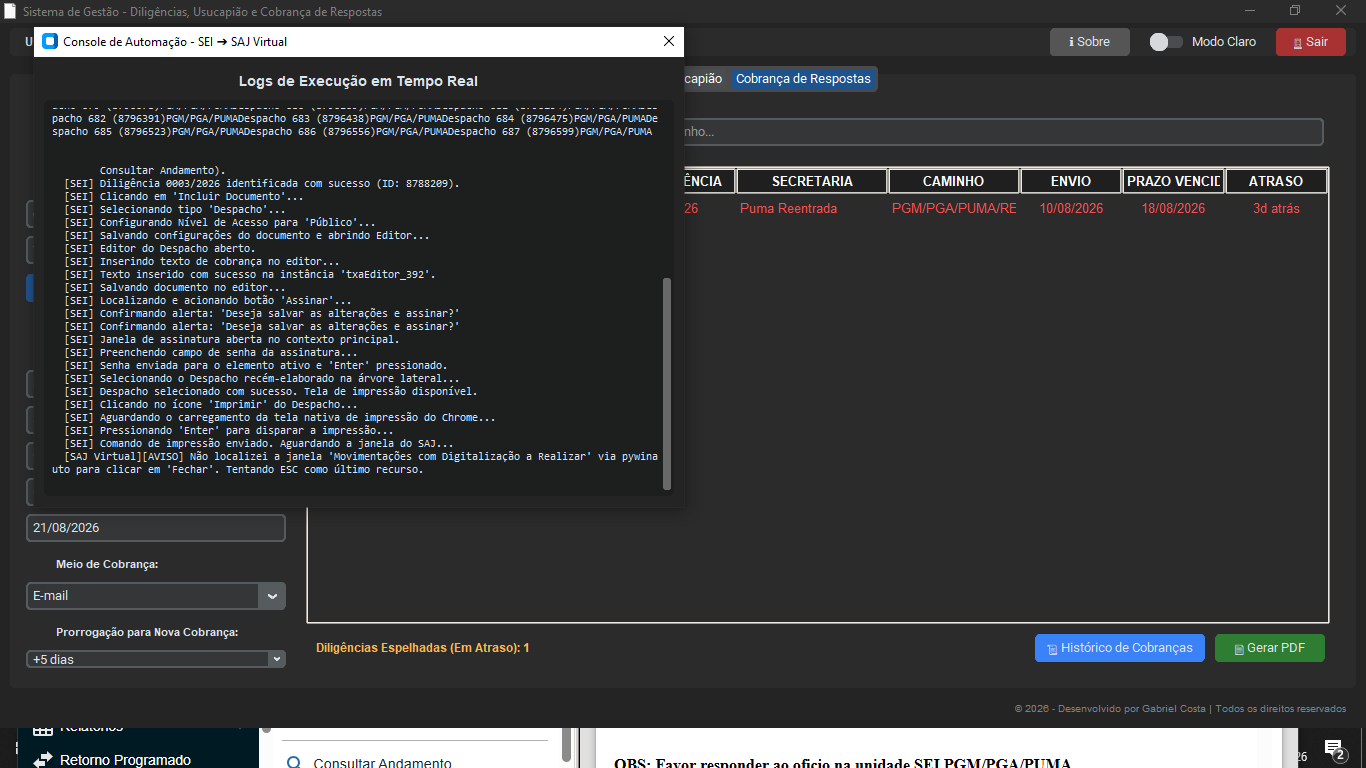 Sistema de Gestão - Diligências, Usucapião e Cobrança de Respostas
U
Console de Automação - SEI ➔ SAJ Virtual
Sobre
Modo Claro
Sair
Logs de Execução em Tempo Real
capião
Cobrança de Respostas
pacho 682 (8796391)PGM/PGA/PUMADespacho 683 (8796438)PGM/PGA/PUMADespacho 684 (8796475)PGM/PGA/PUMADe
spacho 685 (8796523)PGM/PGA/PUMADespacho 686 (8796556)PGM/PGA/PUMADespacho 687 (8796599)PGM/PGA/PUMA
nho...
Consultar Andamento).
[SEI] Diligência 0003/2026 identificada com sucesso (ID: 8788209).
[SEI] Clicando em 'Incluir Documento'...
[SEI] Selecionando tipo 'Despacho'...
[SEI] Configurando Nível de Acesso para 'Público'...
[SEI] Salvando configurações do documento e abrindo Editor...
[SEI] Editor do Despacho aberto.
[SEI] Inserindo texto de cobrança no editor...
[SEI] Texto inserido com sucesso na instância 'txaEditor_392'.
[SEI] Salvando documento no editor...
[SEI] Localizando e acionando botão 'Assinar'...
[SEI] Confirmando alerta: 'Deseja salvar as alterações e assinar?'
[SEI] Confirmando alerta: 'Deseja salvar as alterações e assinar?'
[SEI] Janela de assinatura aberta no contexto principal.
[SEI] Preenchendo campo de senha da assinatura...
[SEI] Senha enviada para o elemento ativo e 'Enter' pressionado.
[SEI] Selecionando o Despacho recém-elaborado na árvore lateral...
[SEI] Despacho selecionado com sucesso. Tela de impressão disponível.
[SEI] Clicando no ícone 'Imprimir' do Despacho...
[SEI] Aguardando o carregamento da tela nativa de impressão do Chrome...
[SEI] Pressionando 'Enter' para disparar a impressão...
[SEI] Comando de impressão enviado. Aguardando a janela do SAJ...
[SAJ Virtual][AVISO] Não localizei a janela 'Movimentações com Digitalização a Realizar' via pywina
uto para clicar em 'Fechar'. Tentando ESC como último recurso.
ÊNCIA SECRETARIA CAMINHO ENVIO PRAZO VENCID ATRASO
26 Puma Reentrada PGM/PGA/PUMA/RE 10/08/2026 18/08/2026 3d atrás
21/08/2026
Meio de Cobrança:
E-mail
Prorrogação para Nova Cobrança:
+5 dias
Diligências Espelhadas (Em Atraso): 1
Histórico de Cobranças
Gerar PDF
© 2026 - Desenvolvido por Gabriel Costa | Todos os direitos reservados
Relatórios
Retorno Programado
Consultar Andamento
OBS: Favor responder ao ofício na unidade SEI PGM/PGA/PUMA
26
2